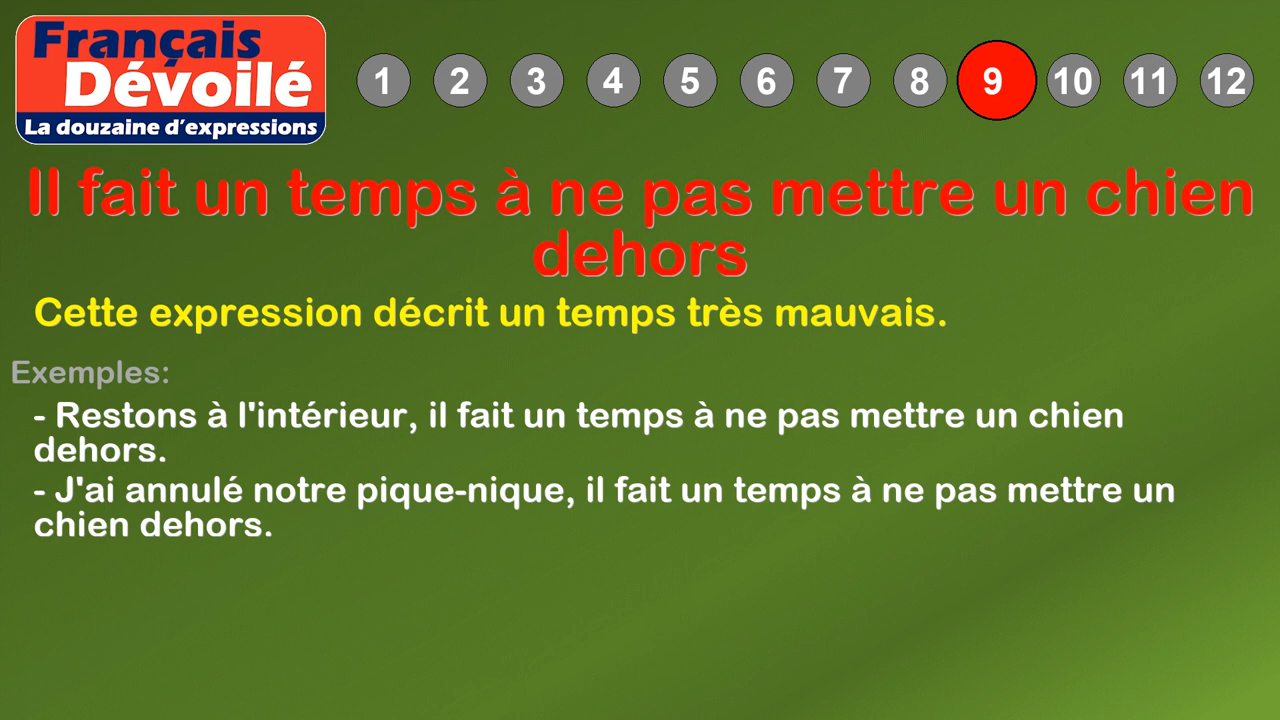 Français
Dévoilé
La douzaine d'expressions
1 2 3 4 5 6 7 8 9 10 11 12
Il fait un temps à ne pas mettre un chien
dehors
Cette expression décrit un temps très mauvais.
Exemples:
- Restons à l'intérieur, il fait un temps à ne pas mettre un chien
dehors.
- J'ai annulé notre pique-nique, il fait un temps à ne pas mettre un
chien dehors.